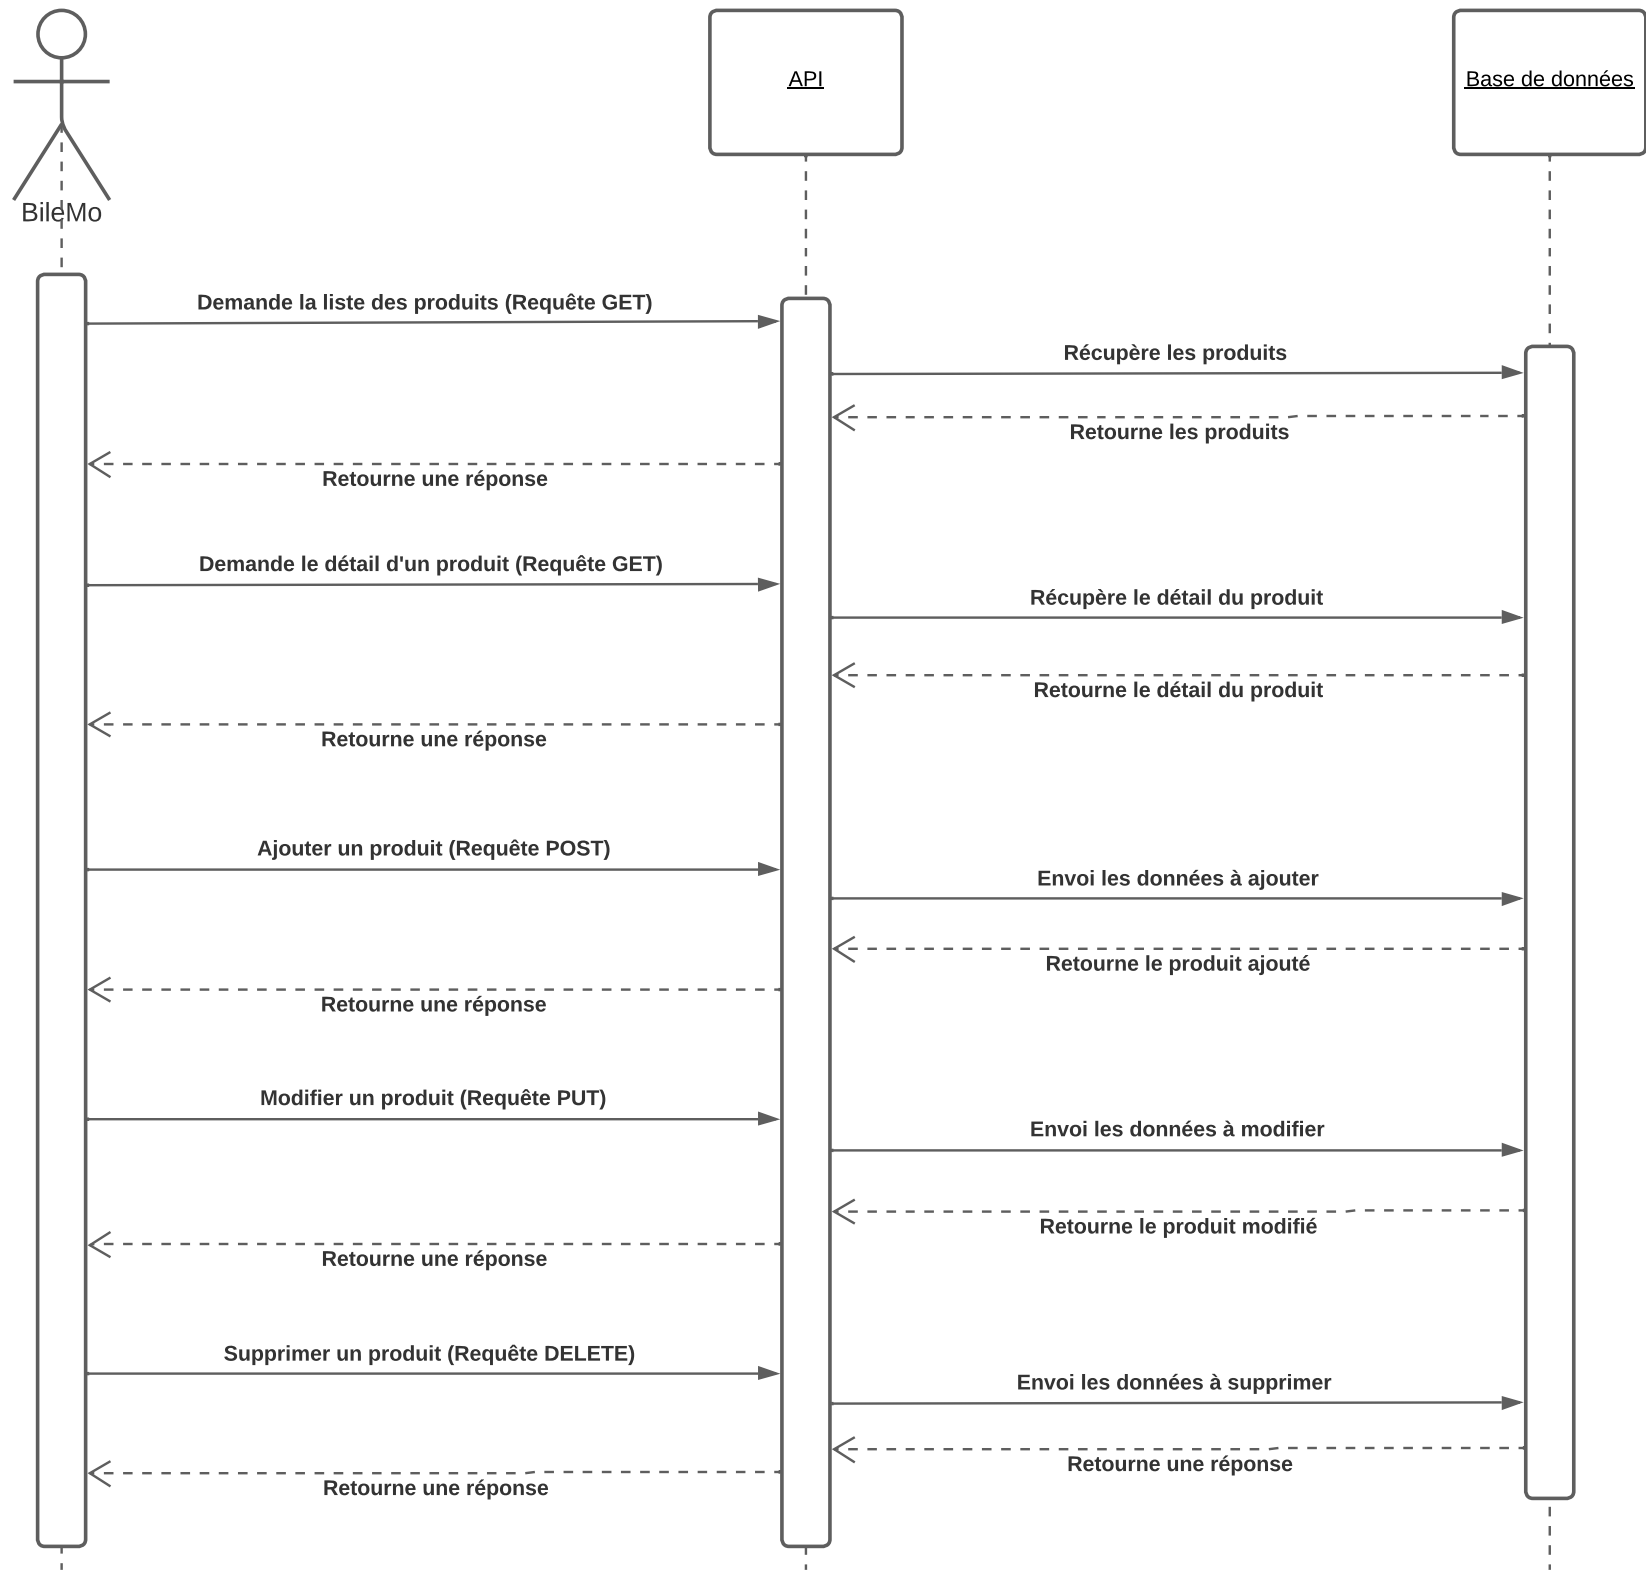 API
Base de données
BileMo
Demande la liste des produits (Requête GET)
Récupère les produits
Retourne les produits
Retourne une réponse
Demande le détail d'un produit (Requête GET)
Récupère le détail du produit
Retourne le détail du produit
Retourne une réponse
Ajouter un produit (Requête POST)
Envoi les données à ajouter
Retourne le produit ajouté
Retourne une réponse
Modifier un produit (Requête PUT)
Envoi les données à modifier
Retourne le produit modifié
Retourne une réponse
Supprimer un produit (Requête DELETE)
Envoi les données à supprimer
Retourne une réponse
Retourne une réponse